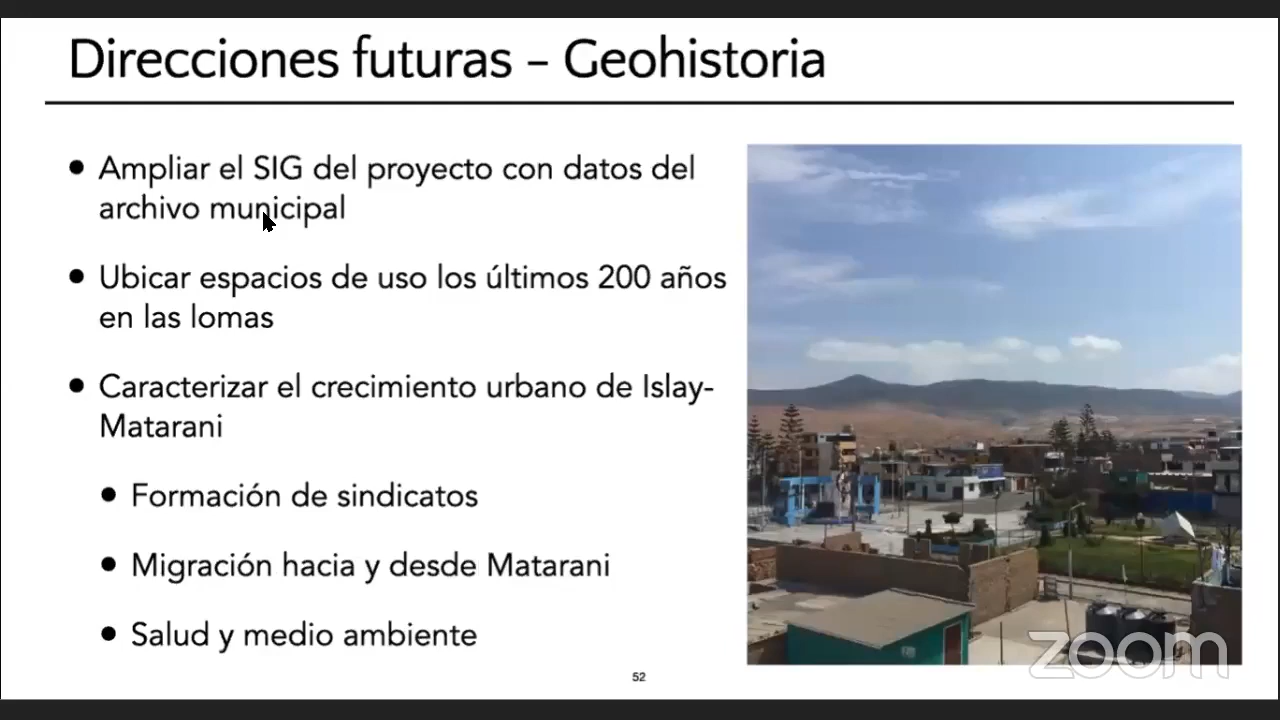 Direcciones futuras – Geohistoria
• Ampliar el SIG del proyecto con datos del
archivo municipal
• Ubicar espacios de uso los últimos 200 años
en las lomas
• Caracterizar el crecimiento urbano de Islay-
Matarani
• Formación de sindicatos
• Migración hacia y desde Matarani
• Salud y medio ambiente
52
zoom